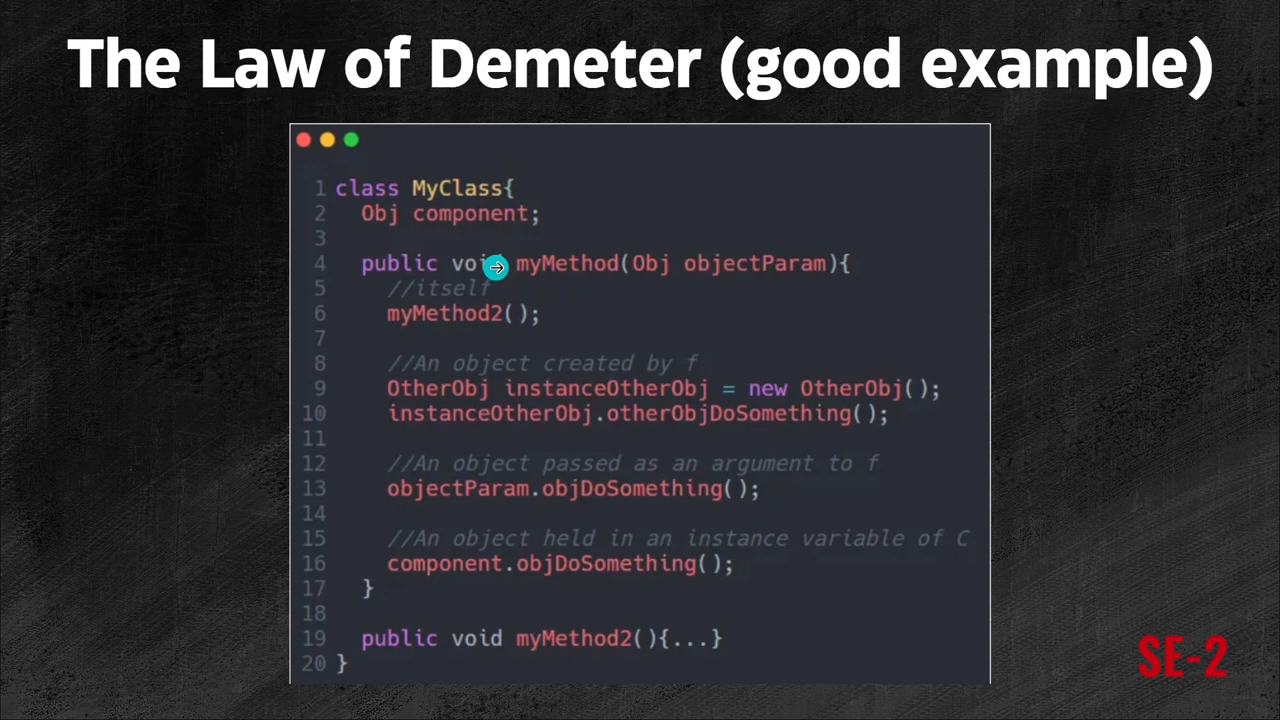 The Law of Demeter (good example)
1 class MyClass{
2 Obj component;
3
4 public void myMethod(Obj objectParam){
5 //itself
6 myMethod2();
7
8 //An object created by f
9 OtherObj instanceOtherObj = new OtherObj();
10 instanceOtherObj.otherObjDoSomething();
11
12 //An object passed as an argument to f
13 objectParam.objDoSomething();
14
15 //An object held in an instance variable of C
16 component.objDoSomething();
17 }
18
19 public void myMethod2(){...}
20 }
SE-2